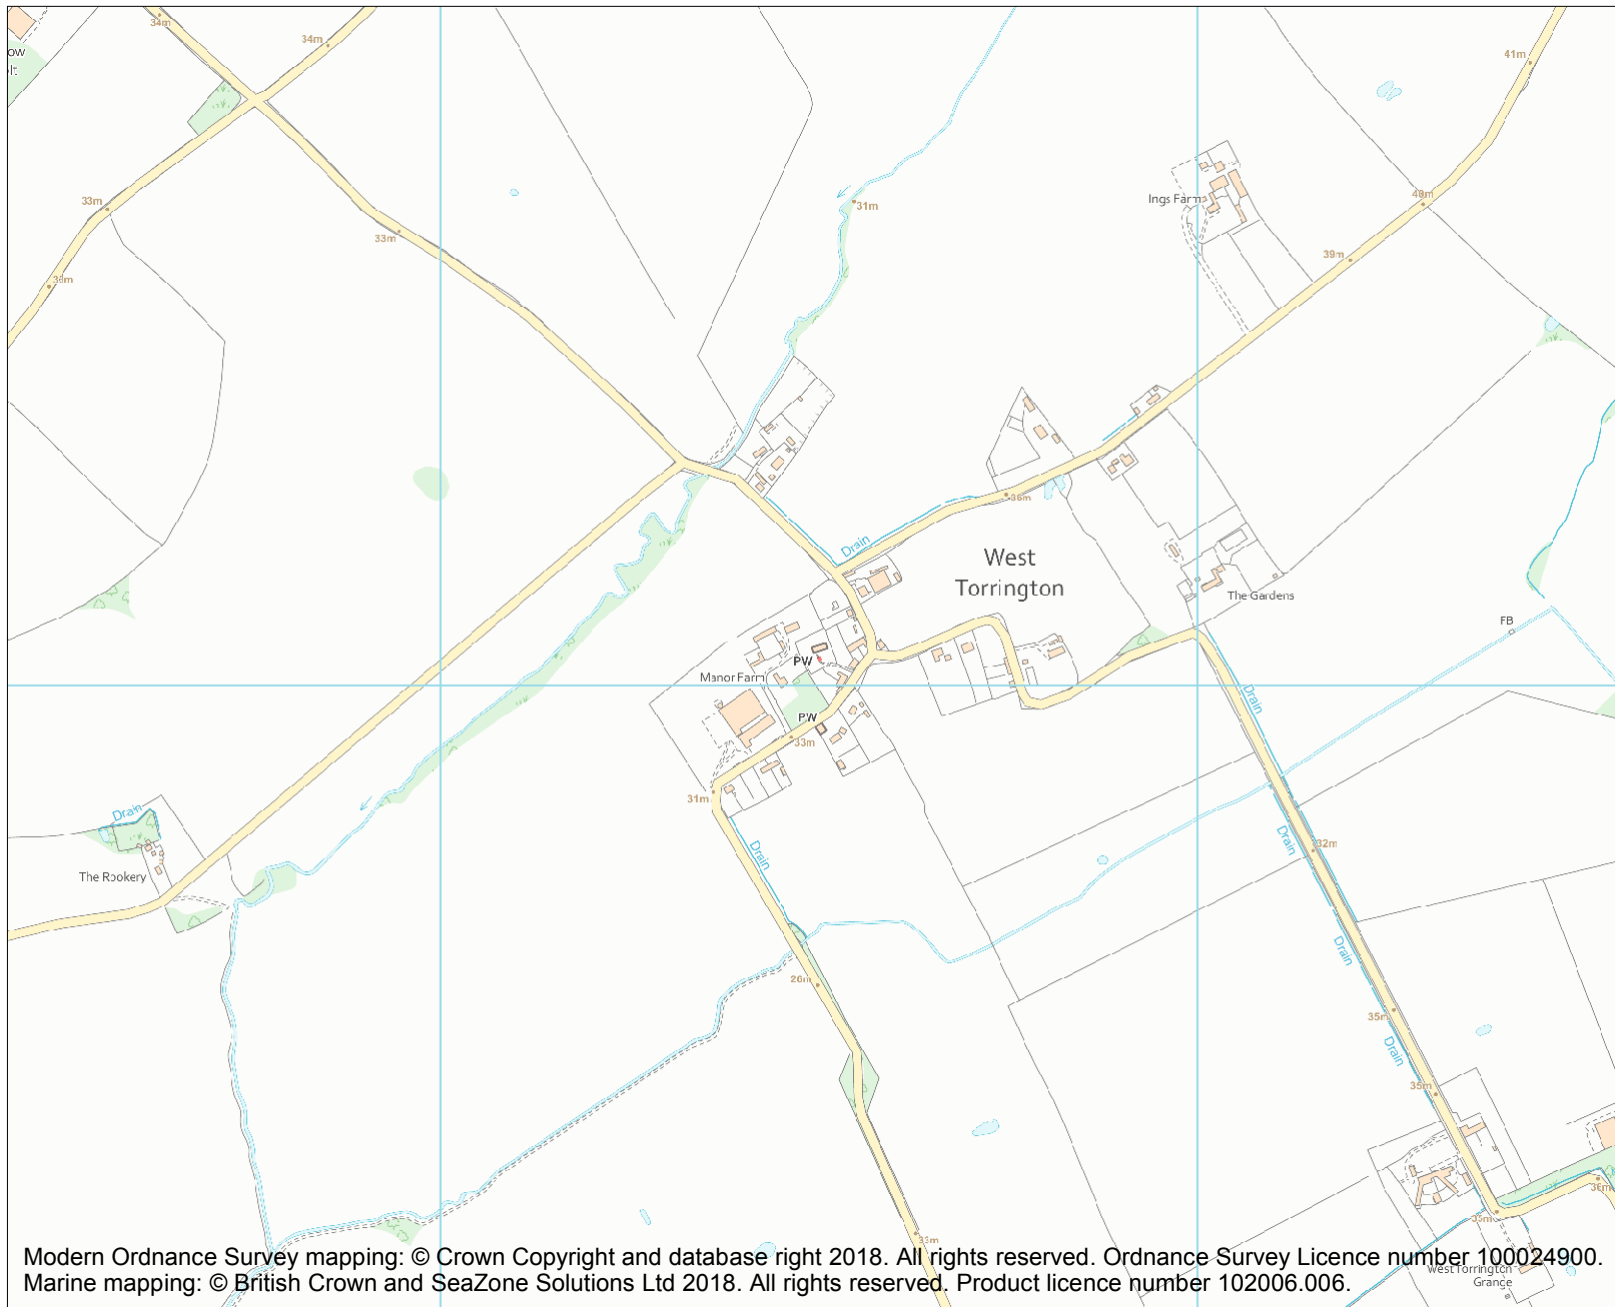 34m
34m
41m
33m
33m
31m
Ings Farm
40m
39m
36m
Drain
West
Torrington
The Gardens
FB
PW
Manor Farm
Drain
PW
33m
31m
Drain
The Rookery
Drain
Drain
32m
Drain
26m
35m
Drain
35m
35m
33m
Modern Ordnance Survey mapping: © Crown Copyright and database right 2018. All rights reserved. Ordnance Survey Licence number 100024900.
Marine mapping: © British Crown and SeaZone Solutions Ltd 2018. All rights reserved. Product licence number 102006.006.
West Torrington
Grange